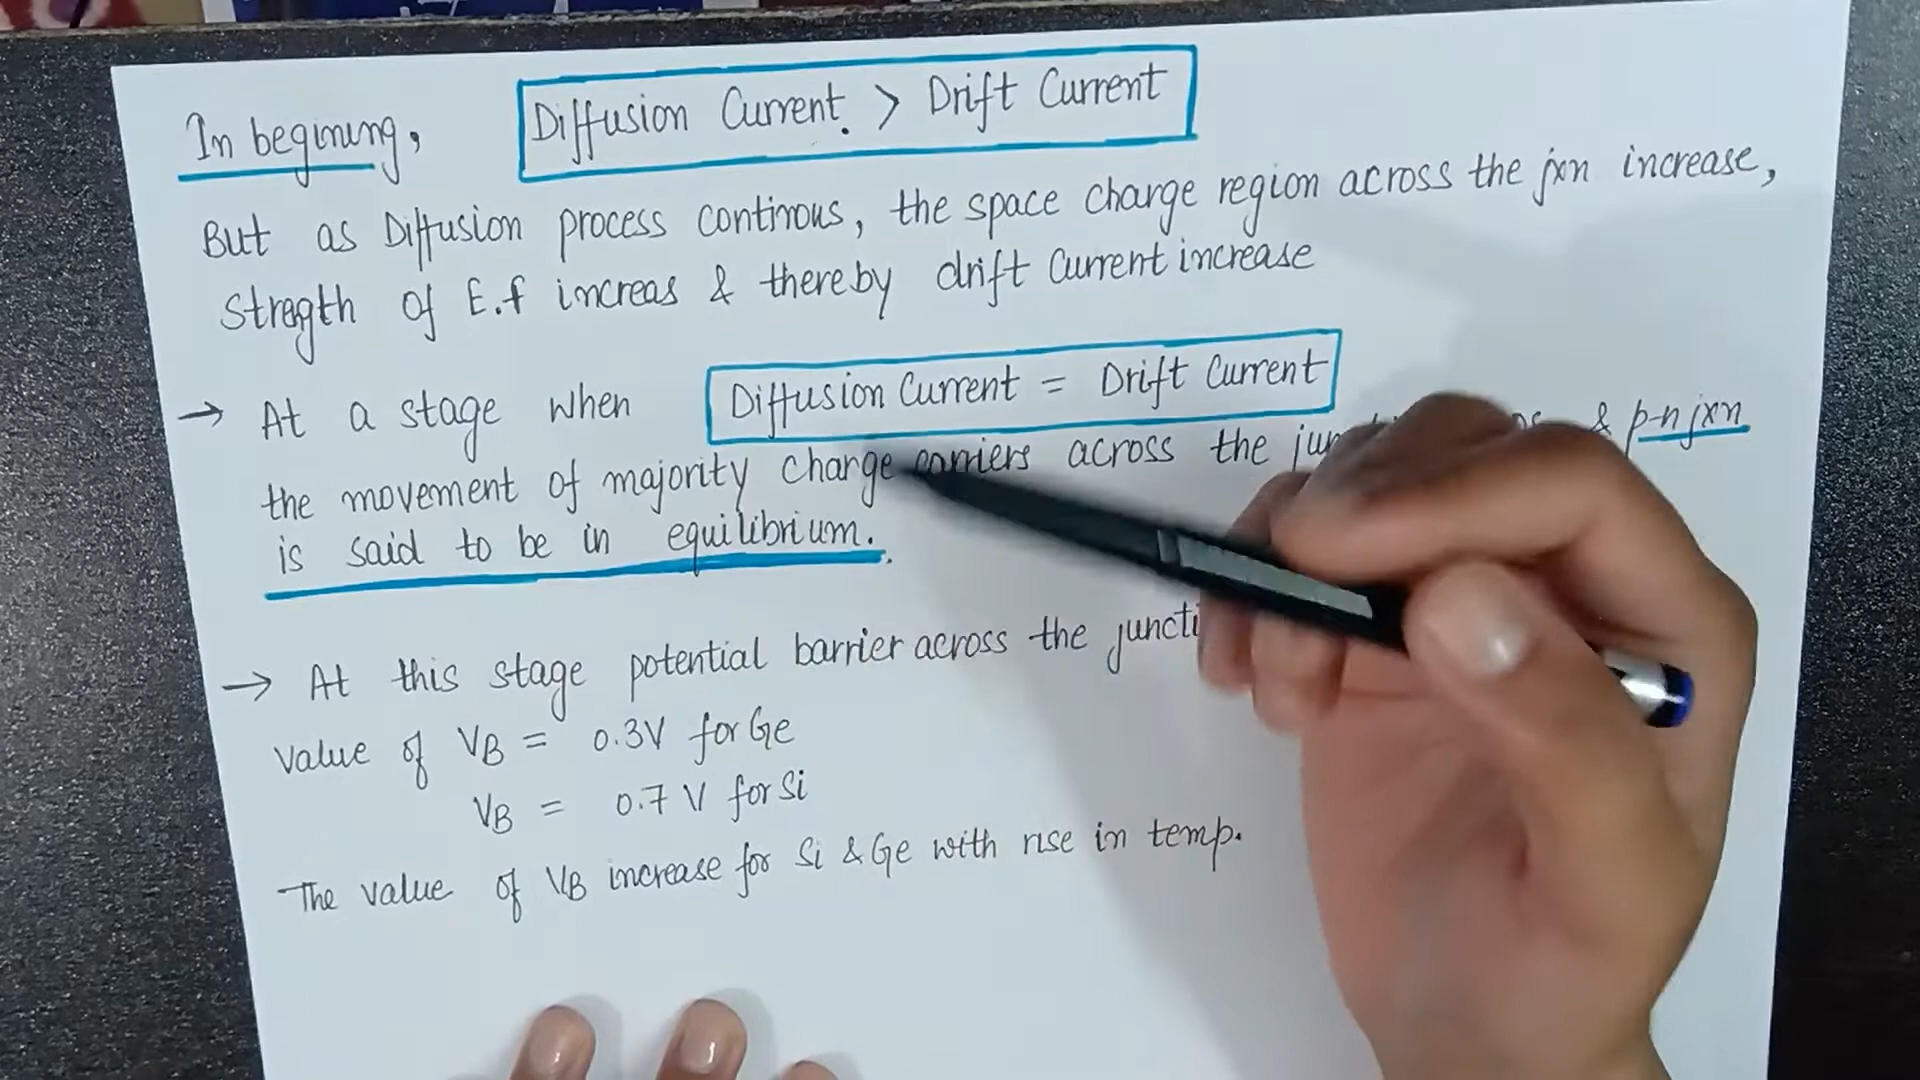 In begining, Diffusion Current > Drift Current
But as Diffusion process continous, the space charge region across the jxn increase,
Stregth of E.f increas & thereby drift Current increase
→ At a stage when Diffusion Current = Drift Current
the movement of majority charge carriers across the & p-n jxn
is said to be in equilibrium.
→ At this stage potential barrier across the
Value of VB = 0.3V for Ge
VB = 0.7 V for Si
The value of VB increase for Si & Ge with rise in temp.